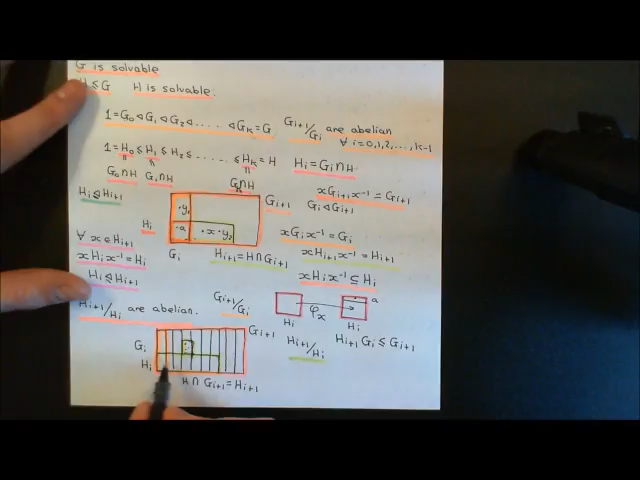 G is solvable
H ≤ G H is solvable.
1 = G₀ ◁ G₁ ◁ G₂ ◁ ..... ◁ Gₖ = G Gᵢ₊₁/Gᵢ are abelian
∀ i=0,1,2,...,k-1
1 = H₀ ≤ H₁ ≤ H₂ ≤ ...... ≤ Hₖ = H Hᵢ = Gᵢ∩H
G₀∩H G₁∩H Gₖ∩H
xGᵢ₊₁x⁻¹ = Gᵢ₊₁
Hᵢ ⊴ Hᵢ₊₁ Gᵢ₊₁ Gᵢ ◁ Gᵢ₊₁
·y₁
Hᵢ ·a ·x ·y₂ xGᵢx⁻¹ = Gᵢ
∀ x∈Hᵢ₊₁ Gᵢ Hᵢ₊₁ = H∩Gᵢ₊₁ xHᵢ₊₁x⁻¹ = Hᵢ₊₁
xHᵢx⁻¹ = Hᵢ xHᵢx⁻¹ ⊆ Hᵢ
Hᵢ ⊴ Hᵢ₊₁
Hᵢ₊₁/Hᵢ are abelian. Gᵢ₊₁/Gᵢ φₓ a
Hᵢ Hᵢ
Gᵢ Gᵢ₊₁ Hᵢ₊₁/Hᵢ Hᵢ₊₁Gᵢ ≤ Gᵢ₊₁
Hᵢ
H∩Gᵢ₊₁ = Hᵢ₊₁